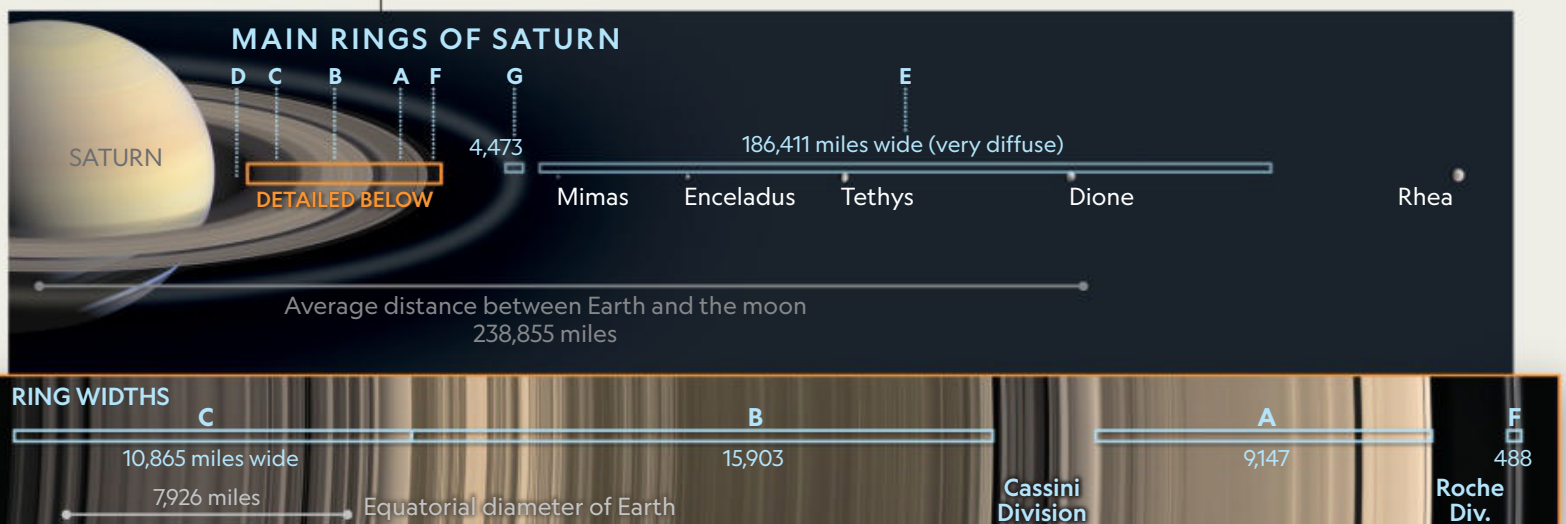 MAIN RINGS OF SATURN
D C B A F G E
4,473
186,411 miles wide (very diffuse)
SATURN
DETAILED BELOW
Mimas Enceladus Tethys Dione Rhea
Average distance between Earth and the moon
238,855 miles
RING WIDTHS
C B A F
10,865 miles wide 15,903 9,147 488
7,926 miles
Equatorial diameter of Earth
Cassini
Division
Roche
Div.